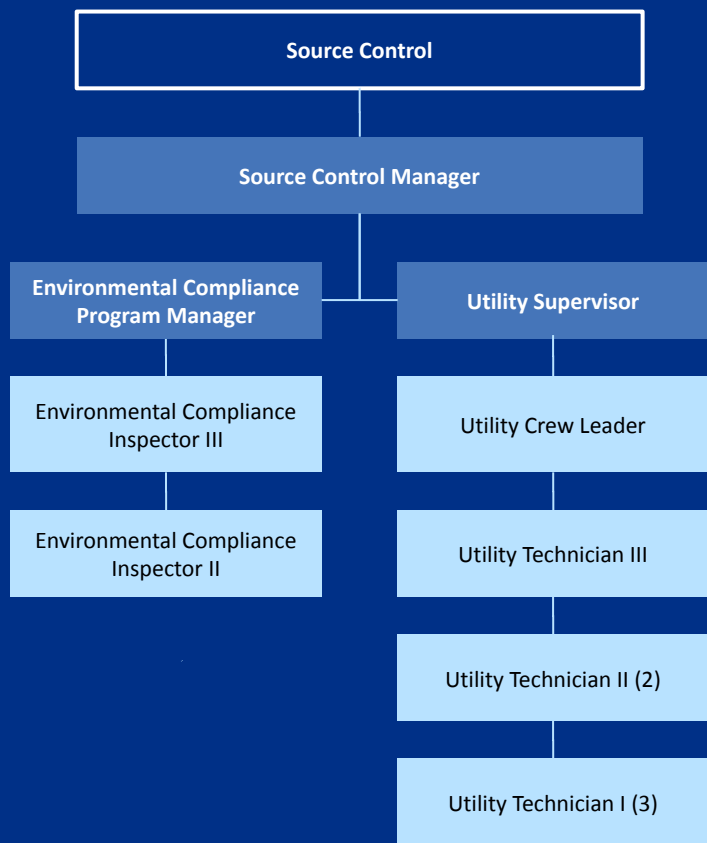 Source Control
Source Control Manager
Environmental Compliance
Program Manager
Utility Supervisor
Environmental Compliance
Inspector III
Utility Crew Leader
Environmental Compliance
Inspector II
Utility Technician III
Utility Technician II (2)
Utility Technician I (3)